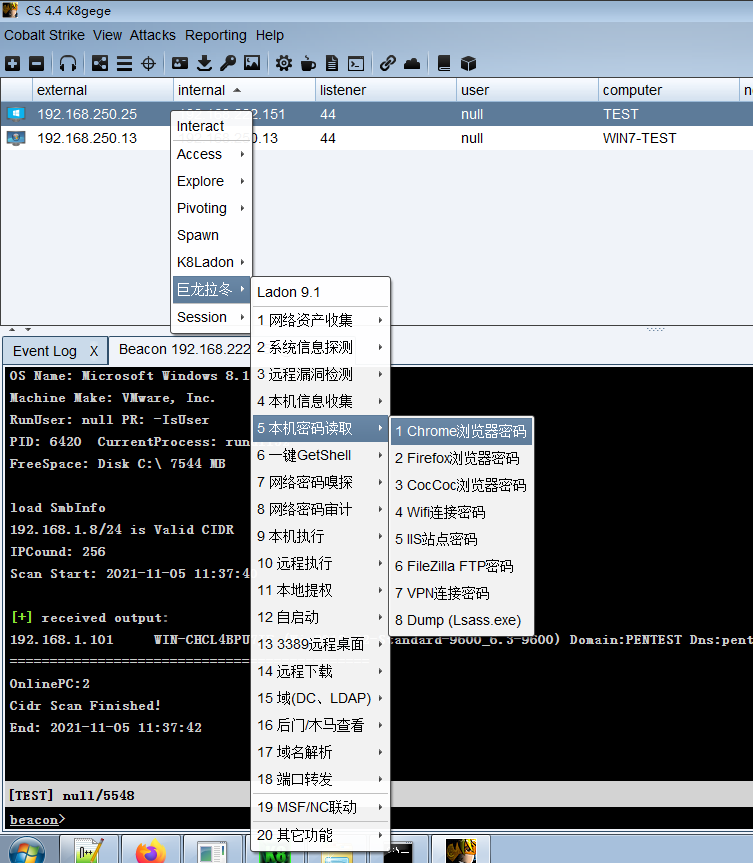 CS 4.4 K8gege
Cobalt Strike View Attacks Reporting Help
external internal listener user computer
192.168.250.25 .151 44 null TEST
192.168.250.13 .13 44 null WIN7-TEST
Interact
Access
Explore
Pivoting
Spawn
K8Ladon
巨龙拉冬
Session
Ladon 9.1
1 网络资产收集
2 系统信息探测
3 远程漏洞检测
4 本机信息收集
5 本机密码读取
6 一键GetShell
7 网络密码嗅探
8 网络密码审计
9 本机执行
10 远程执行
11 本地提权
12 自启动
13 3389远程桌面
14 远程下载
15 域(DC、LDAP)
16 后门/木马查看
17 域名解析
18 端口转发
19 MSF/NC联动
20 其它功能
1 Chrome浏览器密码
2 Firefox浏览器密码
3 CocCoc浏览器密码
4 Wifi连接密码
5 IIS站点密码
6 FileZilla FTP密码
7 VPN连接密码
8 Dump (Lsass.exe)
Event Log X Beacon 192.168.222
OS Name: Microsoft Windows 8.1
Machine Make: VMware, Inc.
RunUser: null PR: -IsUser
PID: 6420 CurrentProcess: run
FreeSpace: Disk C:\ 7544 MB
load SmbInfo
192.168.1.8/24 is Valid CIDR
IPCound: 256
Scan Start: 2021-11-05 11:37:4
[+] received output:
192.168.1.101 WIN-CHCL4BPU -Standard-9600_6.3-9600) Domain:PENTEST Dns:pent
=============================================
OnlinePC:2
Cidr Scan Finished!
End: 2021-11-05 11:37:42
[TEST] null/5548
beacon>